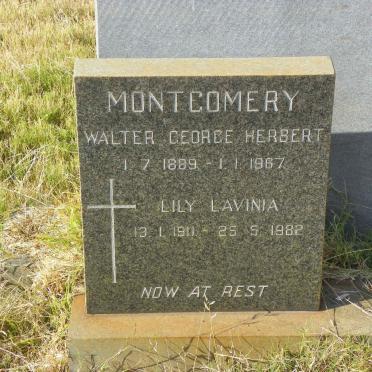 MONTGOMERY
WALTER GEORGE HERBERT
1·7·1889 - 1·1·1967
LILY LAVINIA
13·1·1911 - 25·5·1982
NOW AT REST